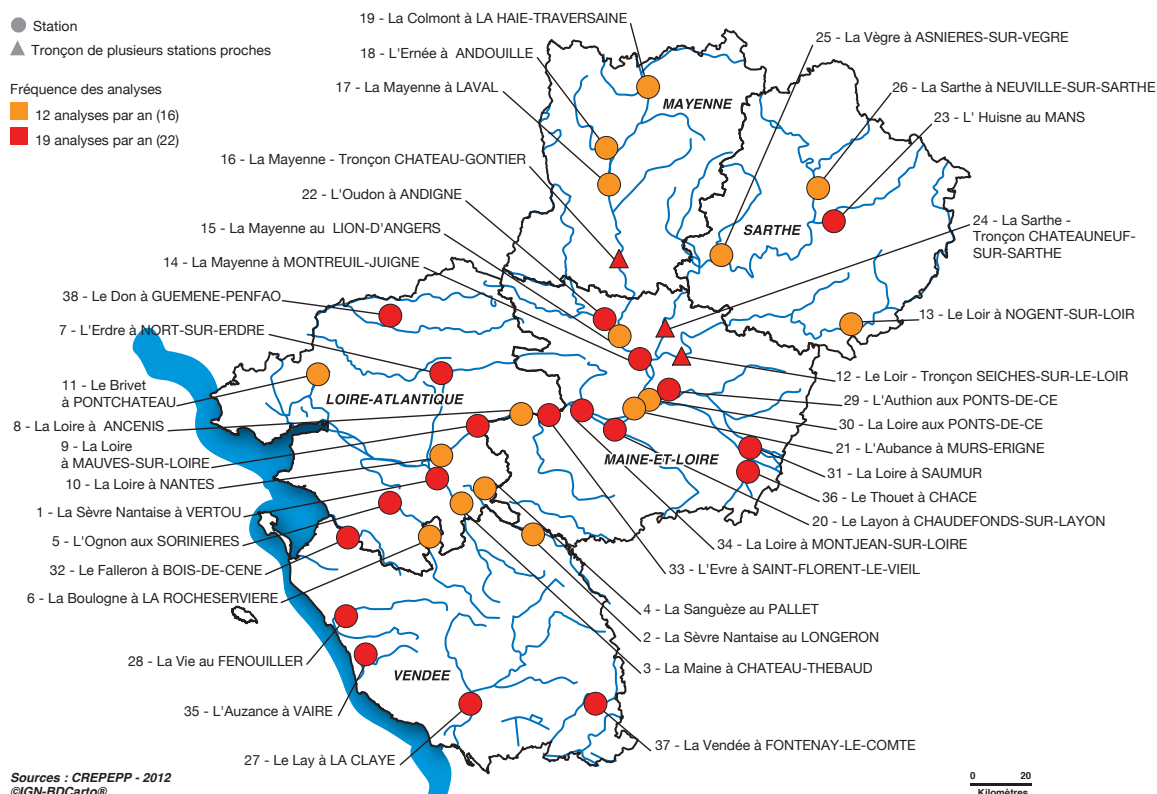 Station
Tronçon de plusieurs stations proches
Fréquence des analyses
12 analyses par an (16)
19 analyses par an (22)
19 - La Colmont à LA HAIE-TRAVERSAINE
18 - L'Ernée à ANDOUILLE
17 - La Mayenne à LAVAL
16 - La Mayenne - Tronçon CHATEAU-GONTIER
22 - L'Oudon à ANDIGNE
15 - La Mayenne au LION-D'ANGERS
14 - La Mayenne à MONTREUIL-JUIGNE
38 - Le Don à GUEMENE-PENFAO
7 - L'Erdre à NORT-SUR-ERDRE
11 - Le Brivet
à PONTCHATEAU
8 - La Loire à ANCENIS
9 - La Loire
à MAUVES-SUR-LOIRE
10 - La Loire à NANTES
1 - La Sèvre Nantaise à VERTOU
5 - L'Ognon aux SORINIERES
32 - Le Falleron à BOIS-DE-CENE
6 - La Boulogne à LA ROCHESERVIERE
28 - La Vie au FENOUILLER
35 - L'Auzance à VAIRE
27 - Le Lay à LA CLAYE
25 - La Vègre à ASNIERES-SUR-VEGRE
26 - La Sarthe à NEUVILLE-SUR-SARTHE
23 - L' Huisne au MANS
24 - La Sarthe -
Tronçon CHATEAUNEUF-
SUR-SARTHE
13 - Le Loir à NOGENT-SUR-LOIR
12 - Le Loir - Tronçon SEICHES-SUR-LE-LOIR
29 - L'Authion aux PONTS-DE-CE
30 - La Loire aux PONTS-DE-CE
21 - L'Aubance à MURS-ERIGNE
31 - La Loire à SAUMUR
36 - Le Thouet à CHACE
20 - Le Layon à CHAUDEFONDS-SUR-LAYON
34 - La Loire à MONTJEAN-SUR-LOIRE
33 - L'Evre à SAINT-FLORENT-LE-VIEIL
4 - La Sanguèze au PALLET
2 - La Sèvre Nantaise au LONGERON
3 - La Maine à CHATEAU-THEBAUD
37 - La Vendée à FONTENAY-LE-COMTE
MAYENNE
SARTHE
LOIRE-ATLANTIQUE
MAINE-ET-LOIRE
VENDEE
Sources : CREPEPP - 2012
©IGN-BDCarto®
0 20
Kilomètres